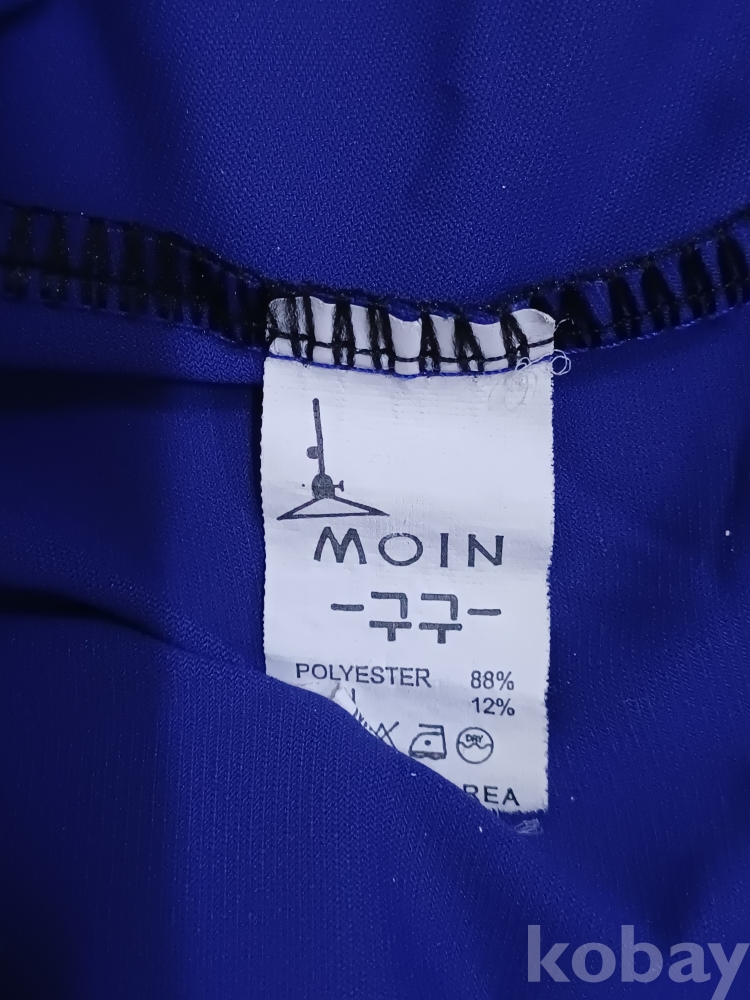 MOIN
-구구-
POLYESTER 88%
12%
DRY
REA
kobay